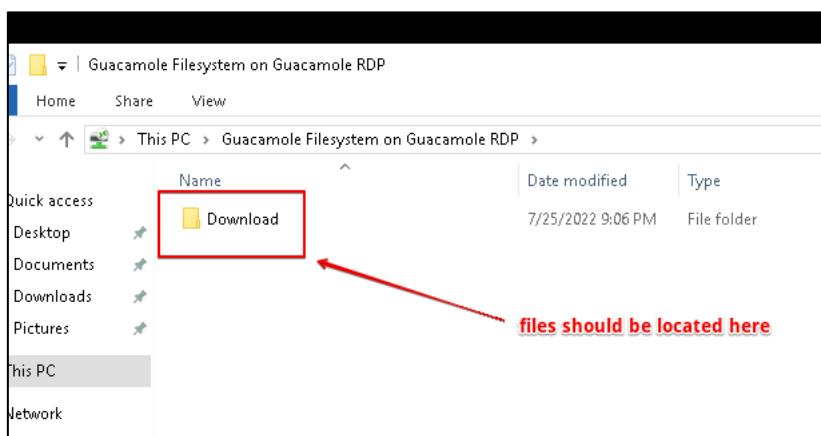 Guacamole Filesystem on Guacamole RDP
Home Share View
This PC > Guacamole Filesystem on Guacamole RDP >
Name Date modified Type
Quick access
Download 7/25/2022 9:06 PM File folder
Desktop
Documents
Downloads
Pictures
files should be located here
This PC
Network